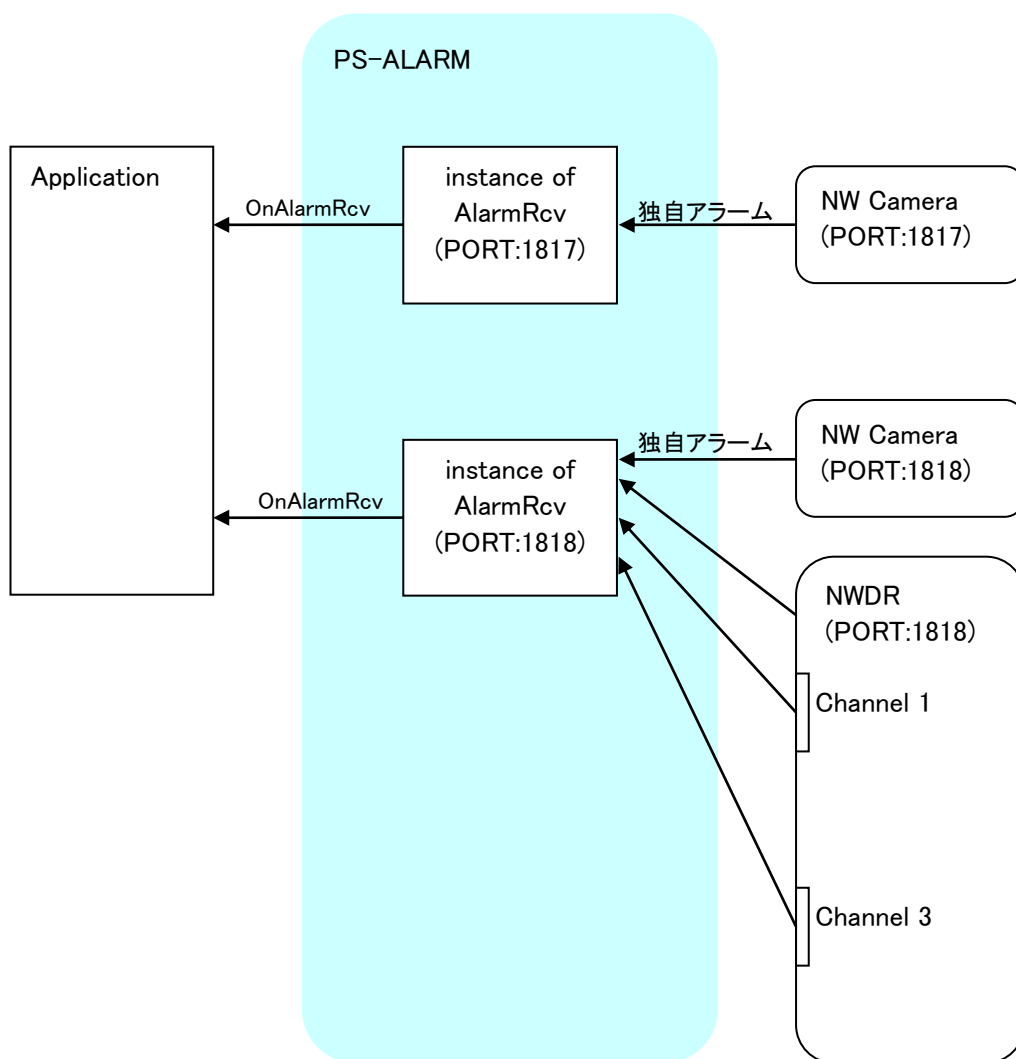 PS-ALARM
Application
OnAlarmRcv
instance of
AlarmRcv
(PORT:1817)
独自アラーム
NW Camera
(PORT:1817)
OnAlarmRcv
instance of
AlarmRcv
(PORT:1818)
独自アラーム
NW Camera
(PORT:1818)
NWDR
(PORT:1818)
Channel 1
Channel 3